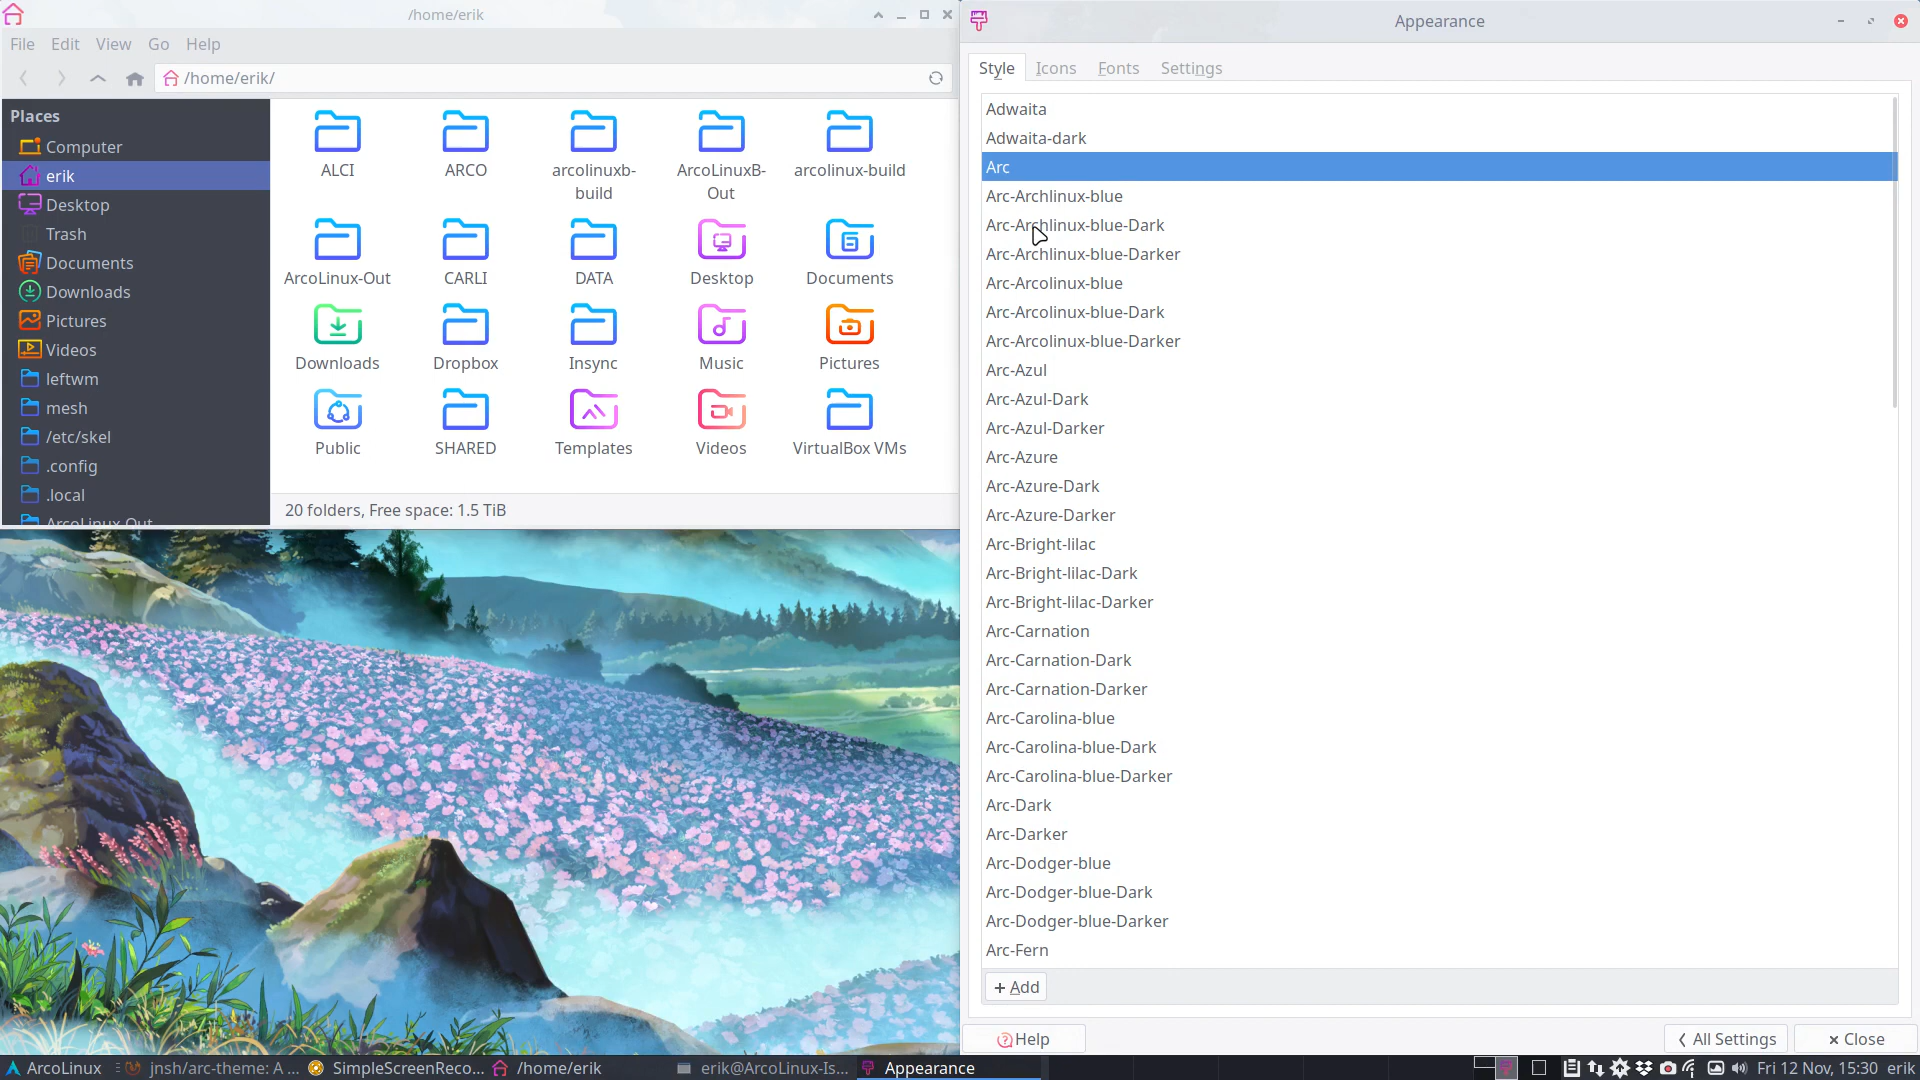 /home/erik
File Edit View Go Help
/home/erik/
Places
Computer
erik
Desktop
Trash
Documents
Downloads
Pictures
Videos
leftwm
mesh
/etc/skel
.config
.local
ArcoLinux Out
ALCI ARCO arcolinuxb-build ArcoLinuxB-Out arcolinux-build
ArcoLinux-Out CARLI DATA Desktop Documents
Downloads Dropbox Insync Music Pictures
Public SHARED Templates Videos VirtualBox VMs
20 folders, Free space: 1.5 TiB
Appearance
Style Icons Fonts Settings
Adwaita
Adwaita-dark
Arc
Arc-Archlinux-blue
Arc-Archlinux-blue-Dark
Arc-Archlinux-blue-Darker
Arc-Arcolinux-blue
Arc-Arcolinux-blue-Dark
Arc-Arcolinux-blue-Darker
Arc-Azul
Arc-Azul-Dark
Arc-Azul-Darker
Arc-Azure
Arc-Azure-Dark
Arc-Azure-Darker
Arc-Bright-lilac
Arc-Bright-lilac-Dark
Arc-Bright-lilac-Darker
Arc-Carnation
Arc-Carnation-Dark
Arc-Carnation-Darker
Arc-Carolina-blue
Arc-Carolina-blue-Dark
Arc-Carolina-blue-Darker
Arc-Dark
Arc-Darker
Arc-Dodger-blue
Arc-Dodger-blue-Dark
Arc-Dodger-blue-Darker
Arc-Fern
+ Add
Help All Settings Close
ArcoLinux jnsh/arc-theme: A ... SimpleScreenReco... /home/erik erik@ArcoLinux-Is... Appearance Fri 12 Nov, 15:30 erik